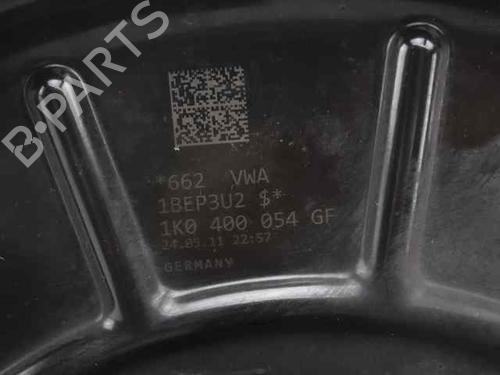 B-PARTS
*662 VWA
1BEP3U2 $*
1K0 400 054 GF
24.05.11 22:57
GERMANY